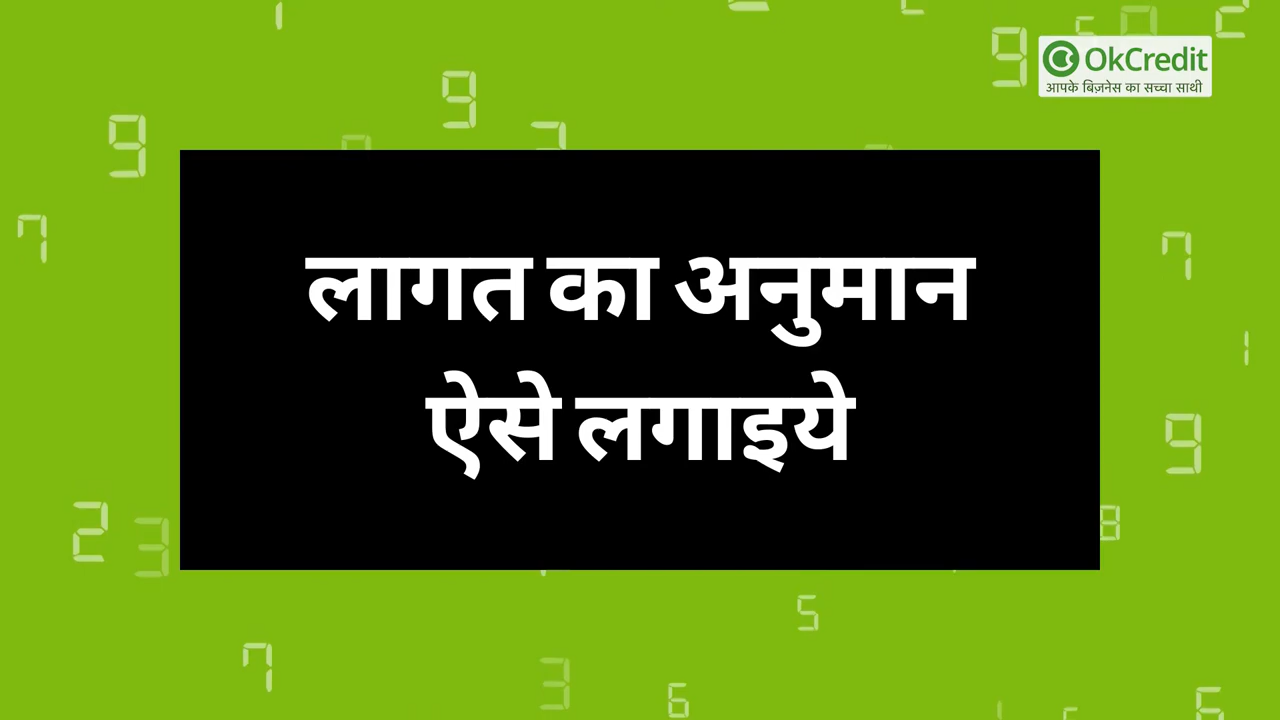 OkCredit
आपके बिज़नेस का सच्चा साथी
लागत का अनुमान
ऐसे लगाइये